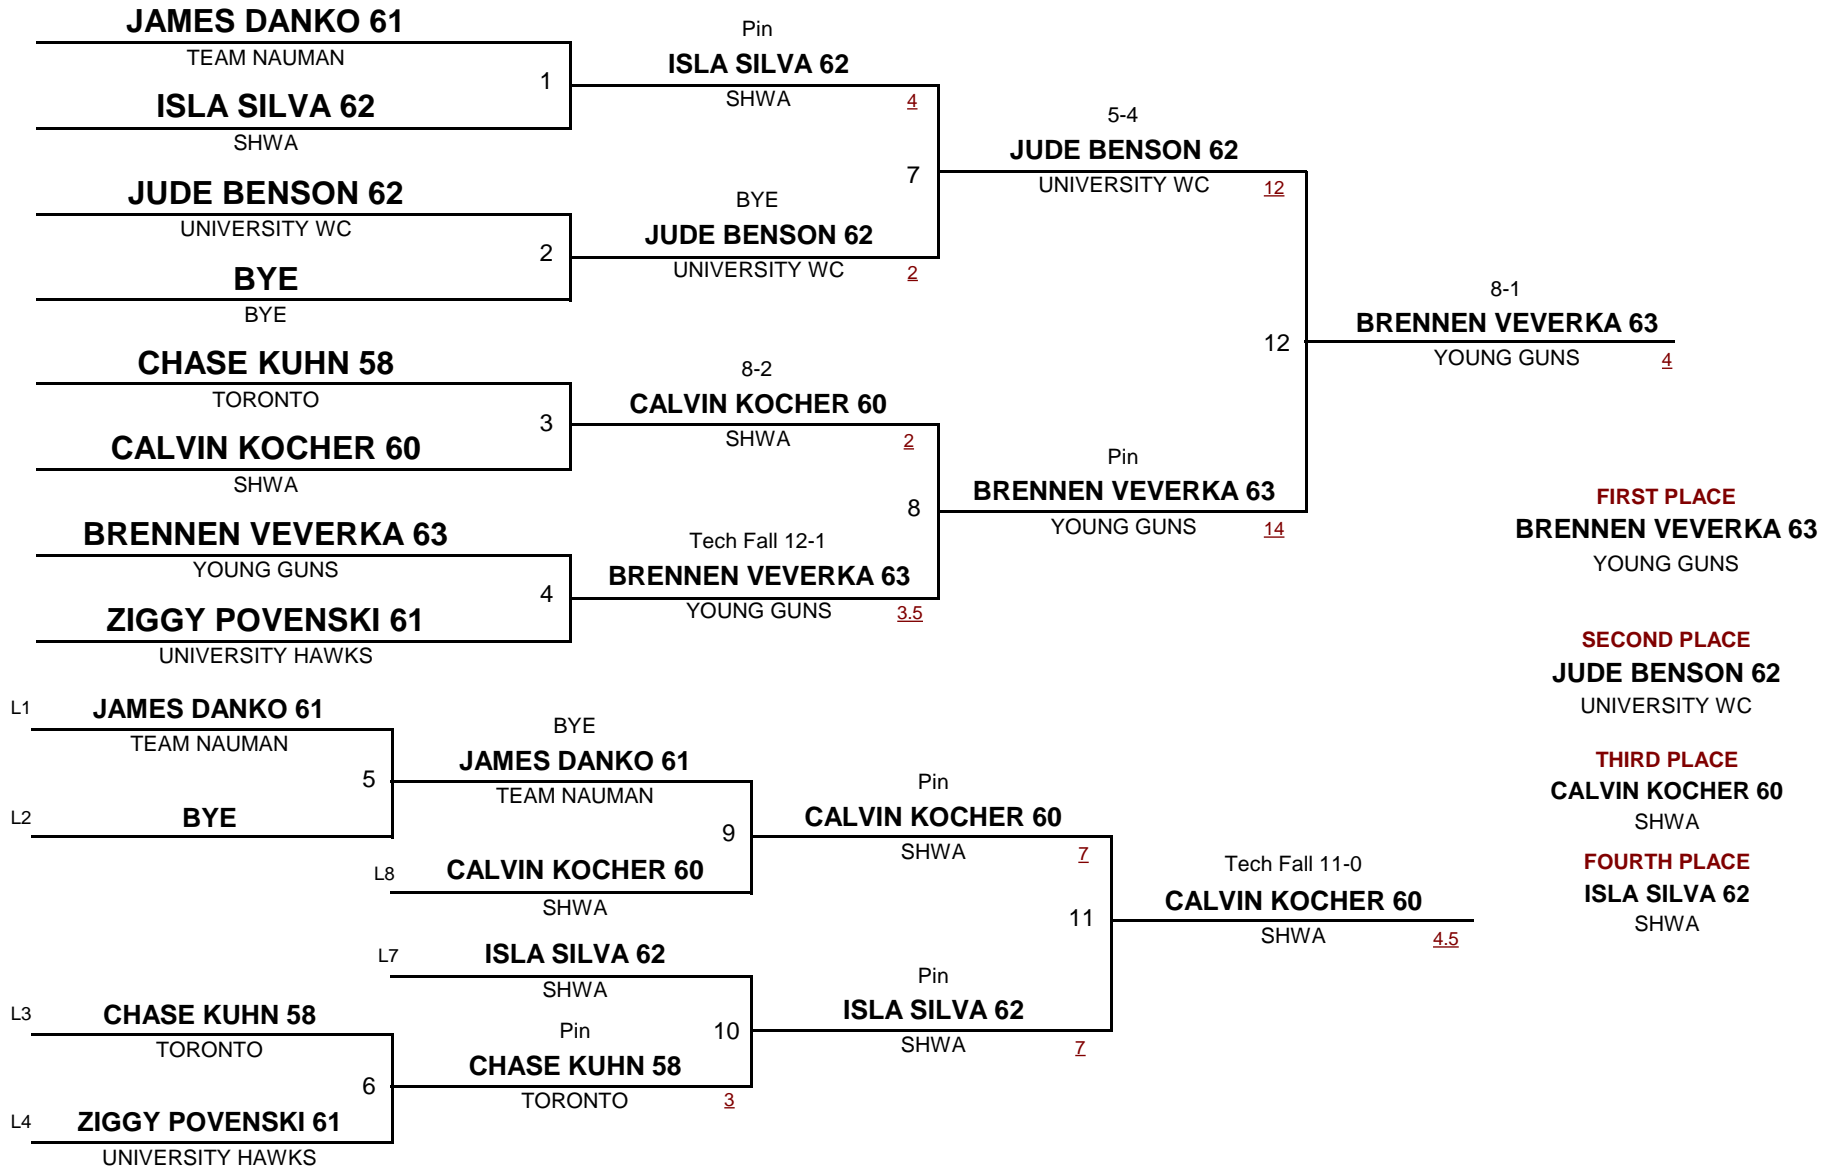 JAMES DANKO 61
TEAM NAUMAN
1
ISLA SILVA 62
SHWA
Pin
ISLA SILVA 62
SHWA
4
JUDE BENSON 62
UNIVERSITY WC
2
BYE
BYE
BYE
JUDE BENSON 62
UNIVERSITY WC
2
7
5-4
JUDE BENSON 62
UNIVERSITY WC
12
CHASE KUHN 58
TORONTO
3
CALVIN KOCHER 60
SHWA
8-2
CALVIN KOCHER 60
SHWA
2
BRENNEN VEVERKA 63
YOUNG GUNS
4
ZIGGY POVENSKI 61
UNIVERSITY HAWKS
Tech Fall 12-1
BRENNEN VEVERKA 63
YOUNG GUNS
3.5
8
Pin
BRENNEN VEVERKA 63
YOUNG GUNS
14
12
8-1
BRENNEN VEVERKA 63
YOUNG GUNS
4
FIRST PLACE
BRENNEN VEVERKA 63
YOUNG GUNS
SECOND PLACE
JUDE BENSON 62
UNIVERSITY WC
THIRD PLACE
CALVIN KOCHER 60
SHWA
FOURTH PLACE
ISLA SILVA 62
SHWA
L1 JAMES DANKO 61
TEAM NAUMAN
5
L2 BYE
BYE
JAMES DANKO 61
TEAM NAUMAN
9
L8 CALVIN KOCHER 60
SHWA
Pin
CALVIN KOCHER 60
SHWA
7
L7 ISLA SILVA 62
SHWA
10
L3 CHASE KUHN 58
TORONTO
6
L4 ZIGGY POVENSKI 61
UNIVERSITY HAWKS
Pin
CHASE KUHN 58
TORONTO
3
Pin
ISLA SILVA 62
SHWA
7
11
Tech Fall 11-0
CALVIN KOCHER 60
SHWA
4.5